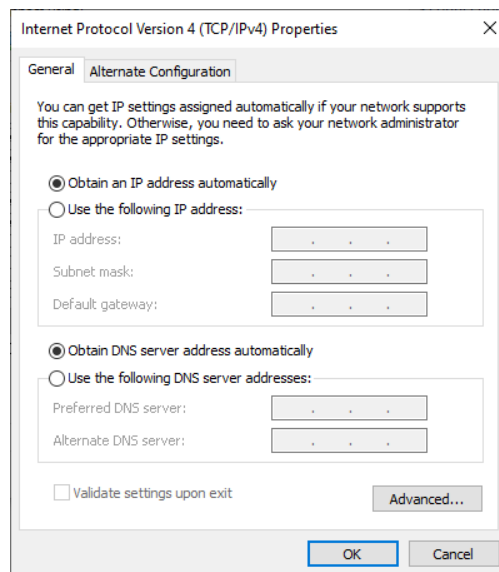 Internet Protocol Version 4 (TCP/IPv4) Properties
General
Alternate Configuration
You can get IP settings assigned automatically if your network supports
this capability. Otherwise, you need to ask your network administrator
for the appropriate IP settings.
Obtain an IP address automatically
Use the following IP address:
IP address:
Subnet mask:
Default gateway:
Obtain DNS server address automatically
Use the following DNS server addresses:
Preferred DNS server:
Alternate DNS server:
Validate settings upon exit
Advanced...
OK
Cancel